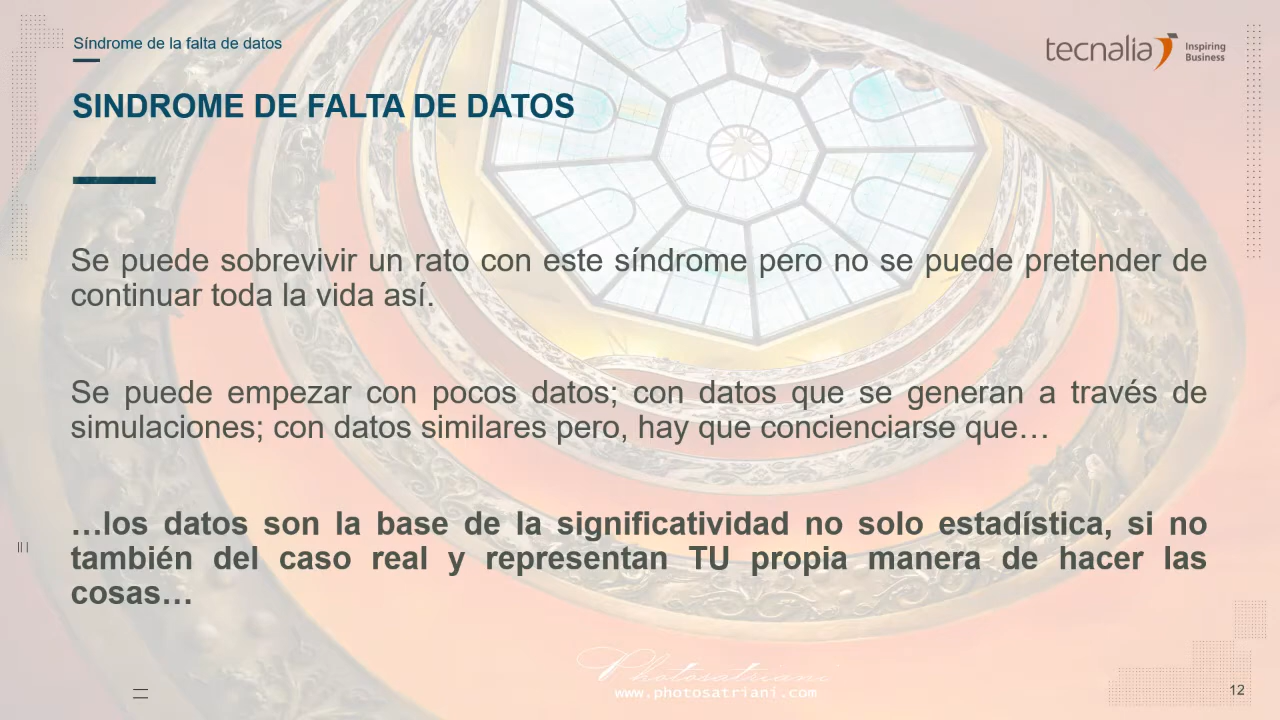 Síndrome de la falta de datos
tecnalia Inspiring
Business
SINDROME DE FALTA DE DATOS
Se puede sobrevivir un rato con este síndrome pero no se puede pretender de
continuar toda la vida así.
Se puede empezar con pocos datos; con datos que se generan a través de
simulaciones; con datos similares pero, hay que concienciarse que…
…los datos son la base de la significatividad no solo estadística, si no
también del caso real y representan TU propia manera de hacer las
cosas…
Photosatriani
www.photosatriani.com
12